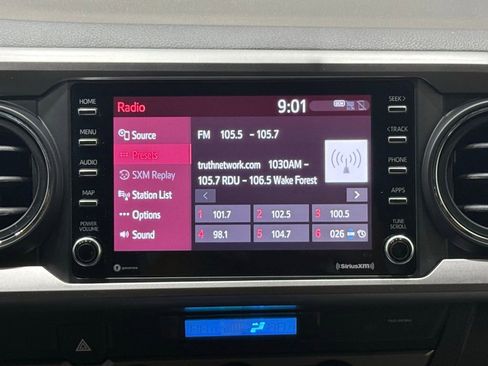 HOME
MENU
AUDIO
MAP
POWER
VOLUME
Radio 9:01
Source
Presets
SXM Replay
Station List
Options
Sound
FM 105.5 – 105.7
truthnetwork.com 1030AM –
105.7 RDU – 106.5 Wake Forest
< >
1 101.7 2 102.5 3 100.5
4 98.1 5 104.7 6 026
SEEK >
< TRACK
PHONE
APPS
TUNE
SCROLL
SiriusXM